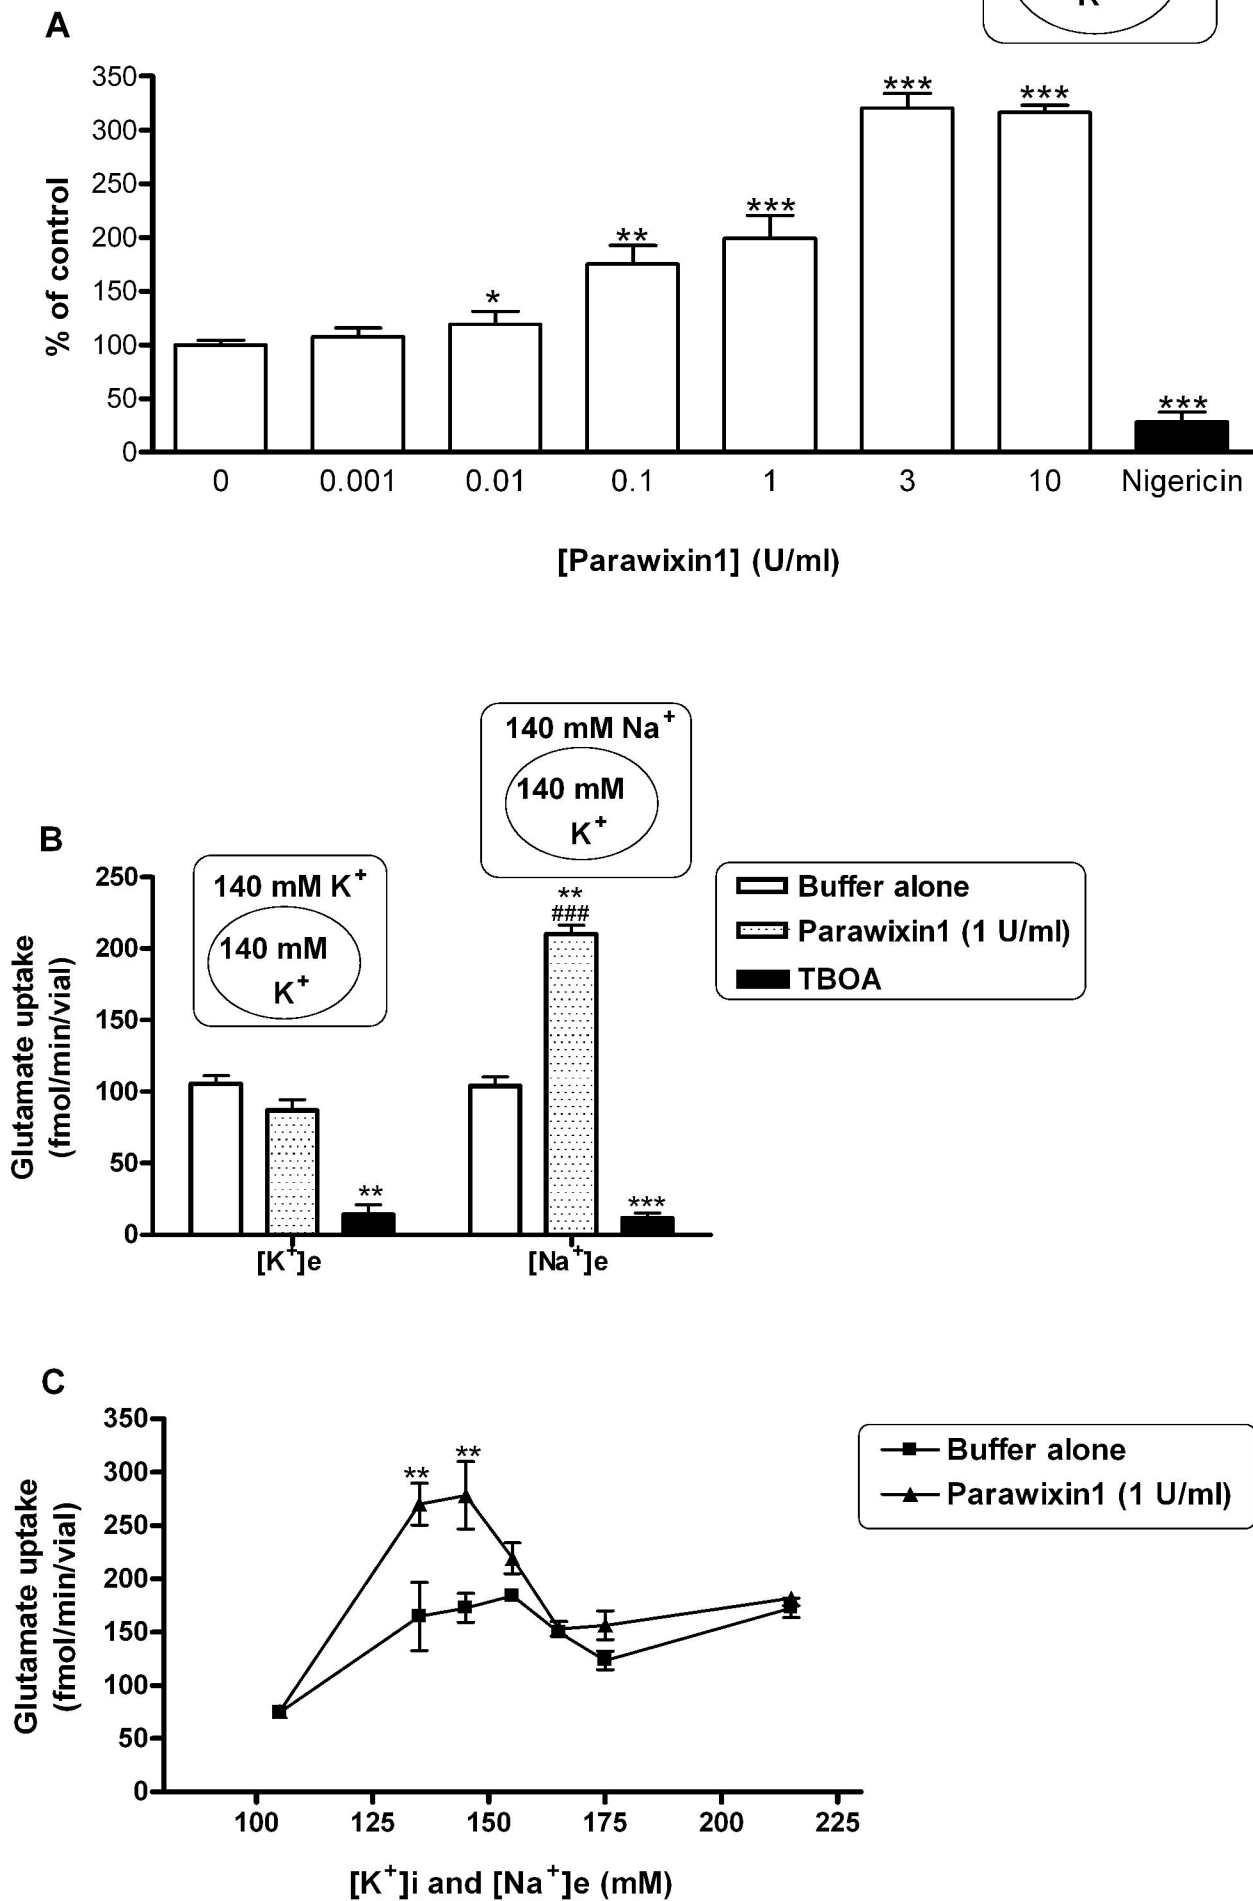 A
K
350
300
250
200
150
100
50
0
% of control
*
**
***
***
***
***
0 0.001 0.01 0.1 1 3 10 Nigericin
[Parawixin1] (U/ml)
B
140 mM K+
140 mM
K+
140 mM Na+
140 mM
K+
Buffer alone
Parawixin1 (1 U/ml)
TBOA
250
200
150
100
50
0
Glutamate uptake
(fmol/min/vial)
**
**
###
***
[K+]e [Na+]e
C
350
300
250
200
150
100
50
0
Glutamate uptake
(fmol/min/vial)
** **
Buffer alone
Parawixin1 (1 U/ml)
100 125 150 175 200 225
[K+]i and [Na+]e (mM)